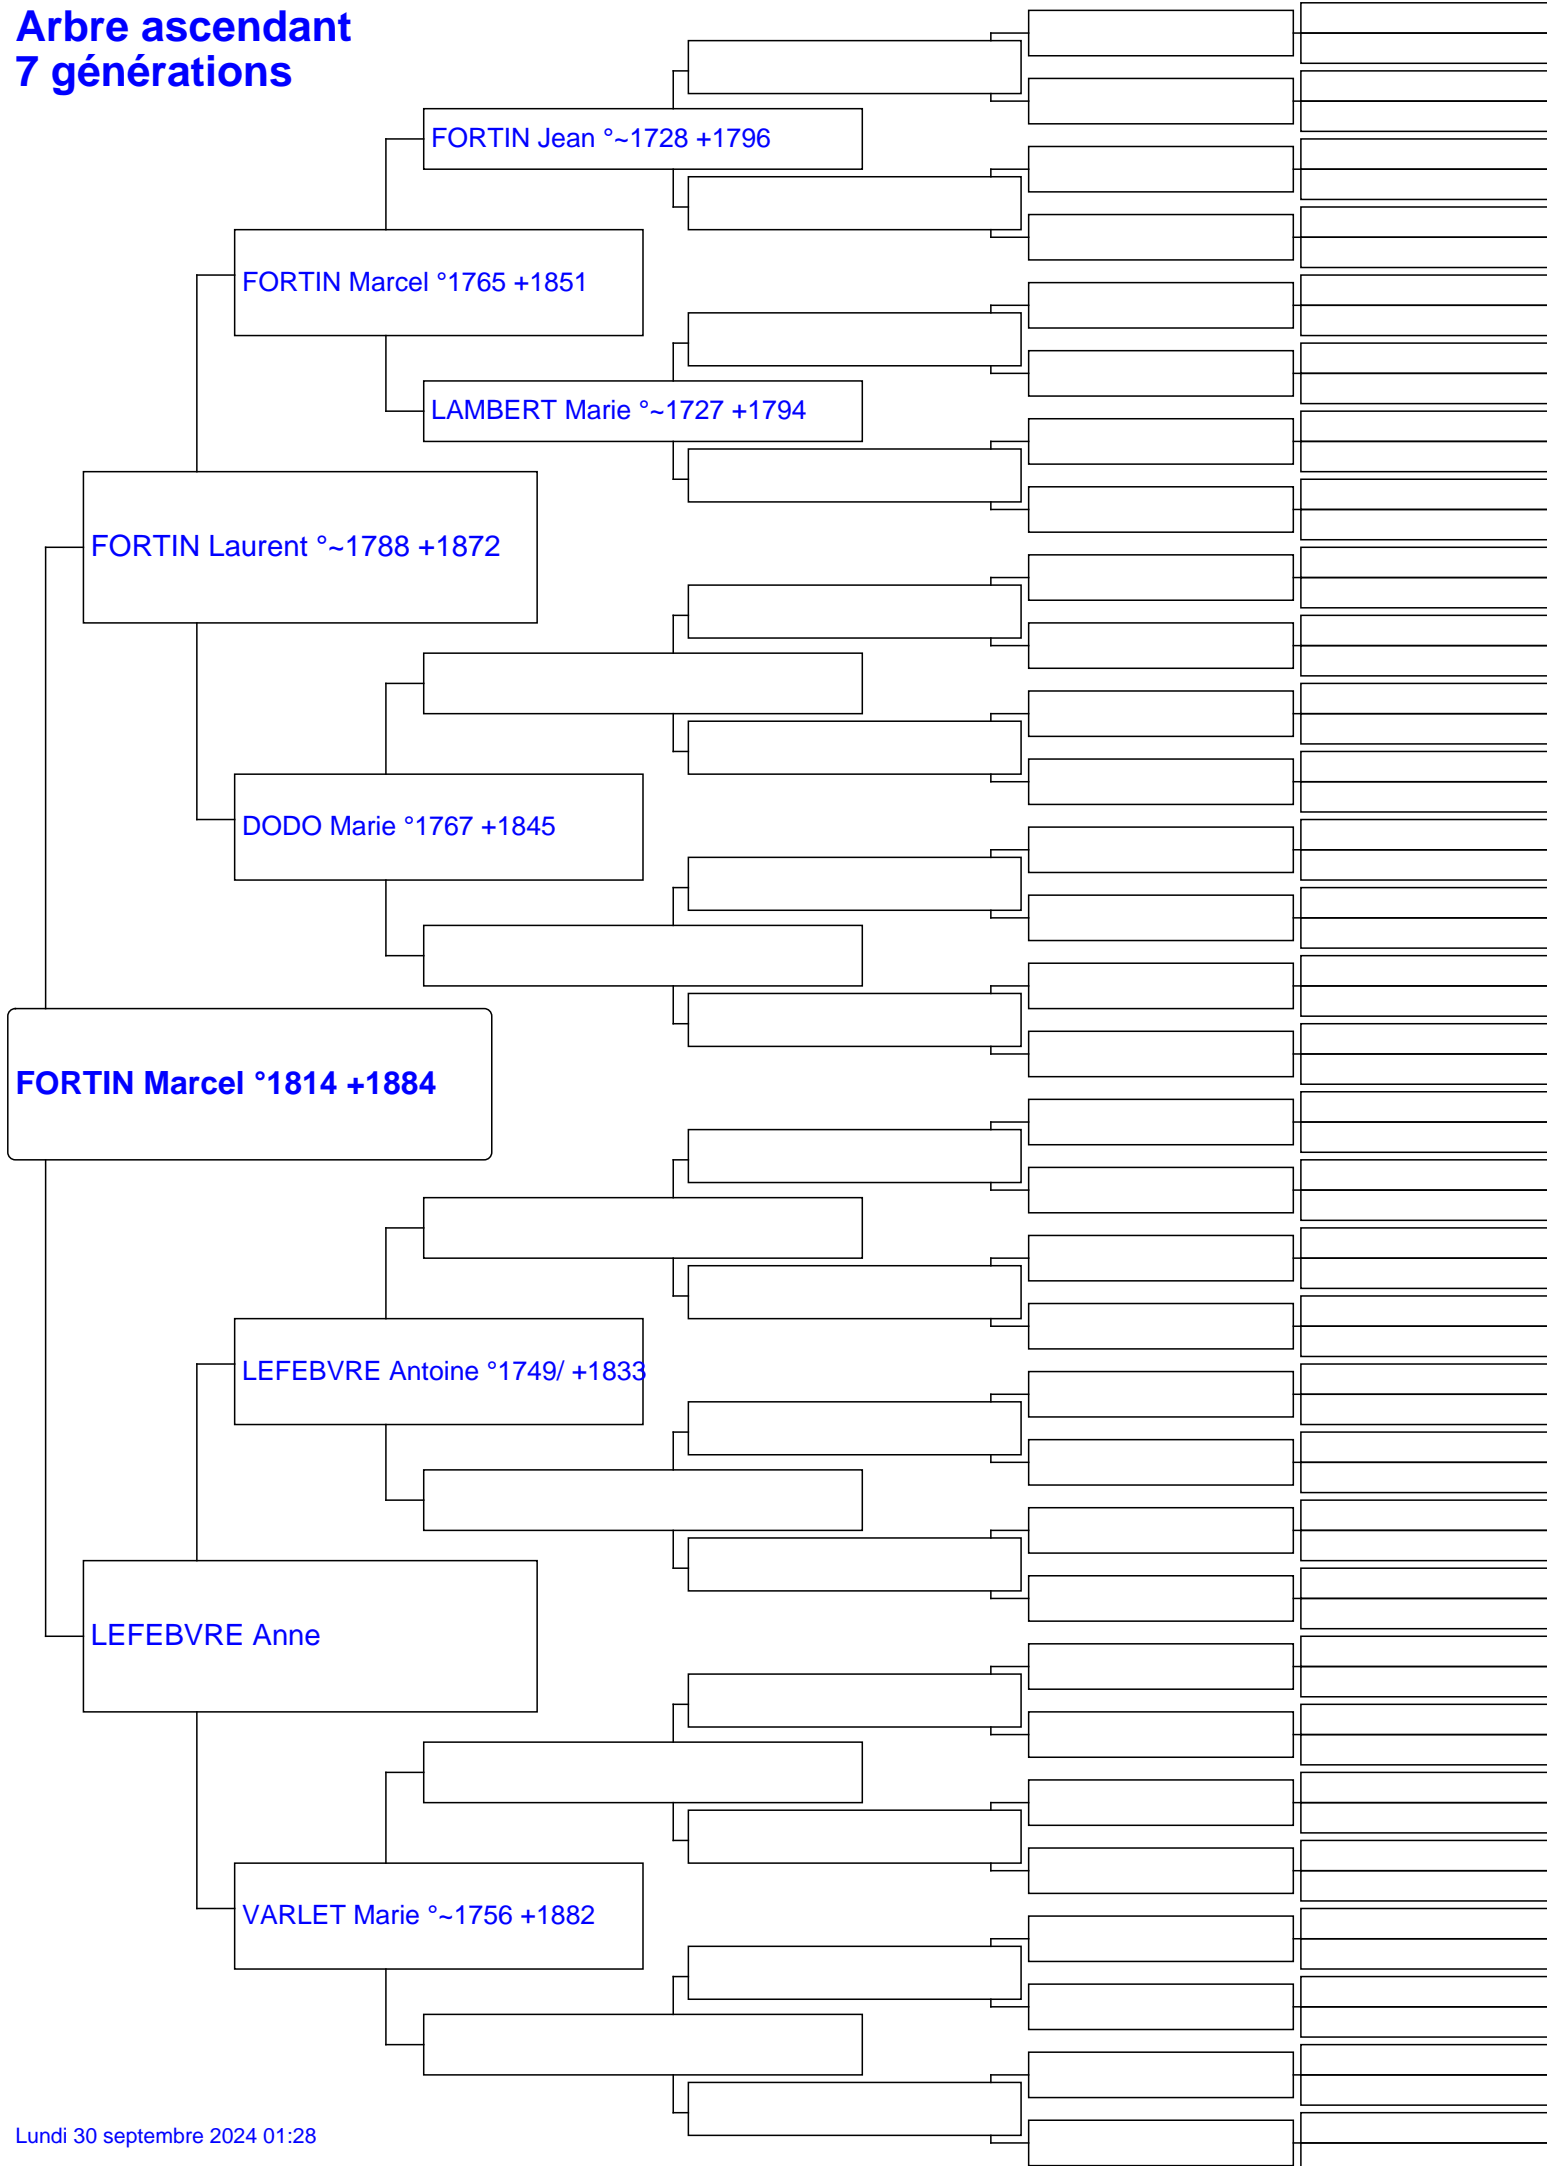 Arbre ascendant
7 générations
FORTIN Jean °~1728 +1796
FORTIN Marcel °1765 +1851
LAMBERT Marie °~1727 +1794
FORTIN Laurent °~1788 +1872
DODO Marie °1767 +1845
FORTIN Marcel °1814 +1884
LEFEBVRE Antoine °1749/ +1833
LEFEBVRE Anne
VARLET Marie °~1756 +1882
Lundi 30 septembre 2024 01:28